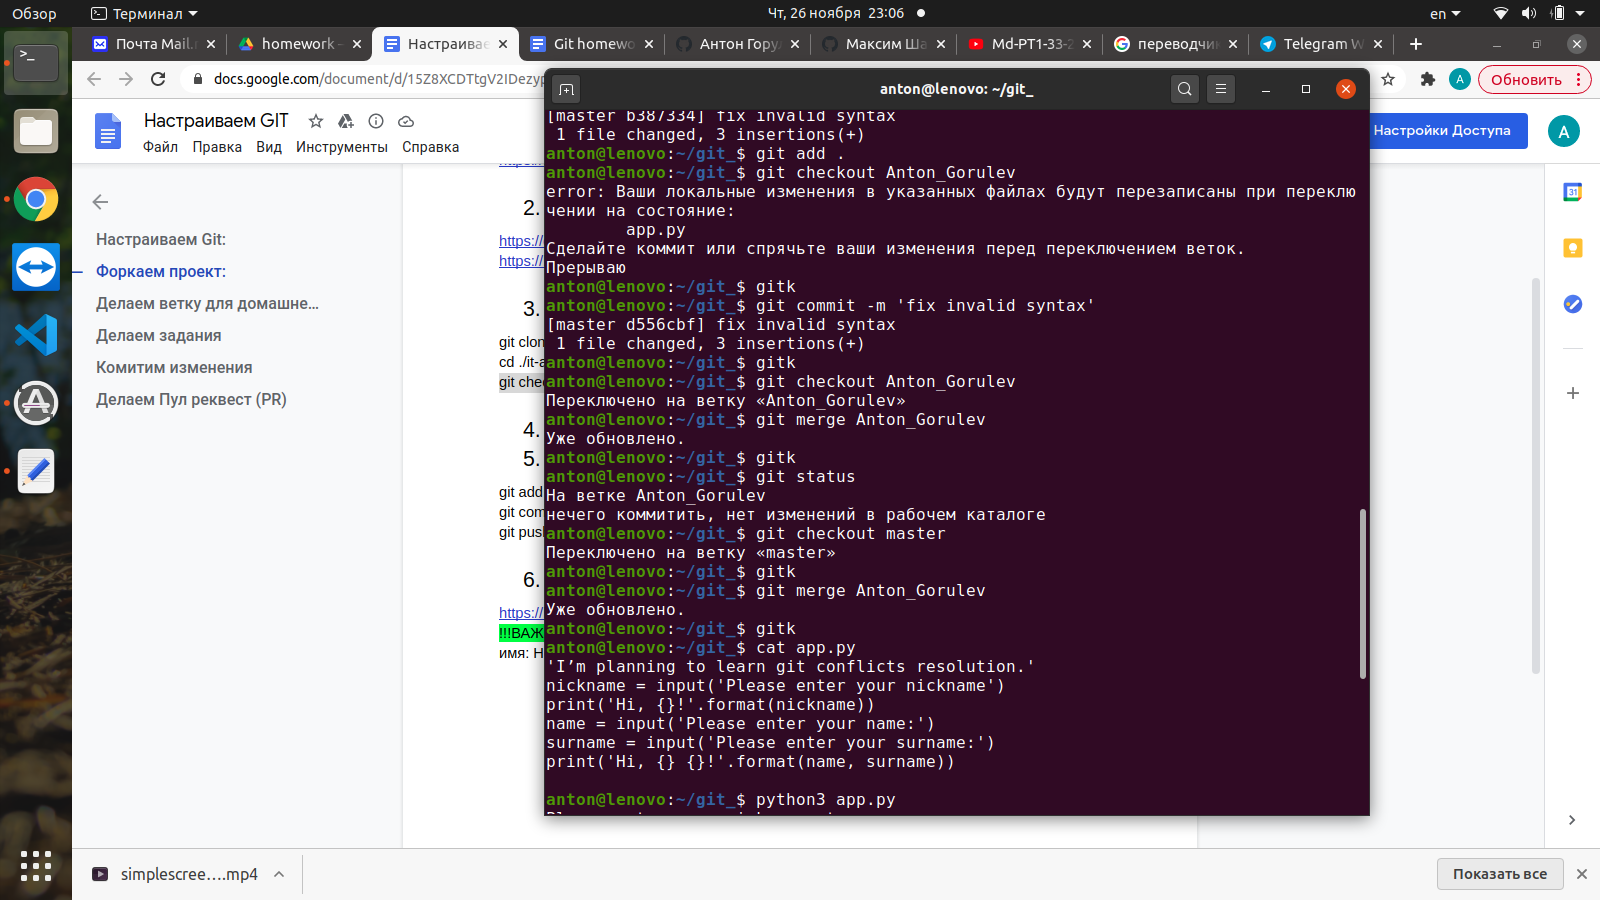 Обзор
Терминал
Чт, 26 ноября 23:06
en
Почта Mail.
homework -
Настраивае
Git homewo
Антон Гору
Максим Ша
Md-PT1-33-2
переводчик
Telegram W
docs.google.com/document/d/15Z8XCDTtgV2IDezyp
Обновить
A
Настраиваем GIT
Файл Правка Вид Инструменты Справка
Настройки Доступа
A
Настраиваем Git:
Форкаем проект:
Делаем ветку для домашне...
Делаем задания
Комитим изменения
Делаем Пул реквест (PR)
2.
https://
https://
3.
git clon
cd ./it-a
git chec
4.
5.
git add
git com
git push
6.
https://
!!!ВАЖ
имя: Н
anton@lenovo: ~/git_
[master b387334] fix invalid syntax
1 file changed, 3 insertions(+)
anton@lenovo:~/git_$ git add .
anton@lenovo:~/git_$ git checkout Anton_Gorulev
error: Ваши локальные изменения в указанных файлах будут перезаписаны при переклю
чении на состояние:
app.py
Сделайте коммит или спрячьте ваши изменения перед переключением веток.
Прерываю
anton@lenovo:~/git_$ gitk
anton@lenovo:~/git_$ git commit -m 'fix invalid syntax'
[master d556cbf] fix invalid syntax
1 file changed, 3 insertions(+)
anton@lenovo:~/git_$ gitk
anton@lenovo:~/git_$ git checkout Anton_Gorulev
Переключено на ветку «Anton_Gorulev»
anton@lenovo:~/git_$ git merge Anton_Gorulev
Уже обновлено.
anton@lenovo:~/git_$ gitk
anton@lenovo:~/git_$ git status
На ветке Anton_Gorulev
нечего коммитить, нет изменений в рабочем каталоге
anton@lenovo:~/git_$ git checkout master
Переключено на ветку «master»
anton@lenovo:~/git_$ gitk
anton@lenovo:~/git_$ git merge Anton_Gorulev
Уже обновлено.
anton@lenovo:~/git_$ gitk
anton@lenovo:~/git_$ cat app.py
'I’m planning to learn git conflicts resolution.'
nickname = input('Please enter your nickname')
print('Hi, {}!'.format(nickname))
name = input('Please enter your name:')
surname = input('Please enter your surname:')
print('Hi, {} {}!'.format(name, surname))
anton@lenovo:~/git_$ python3 app.py
31
simplescree....mp4
Показать все